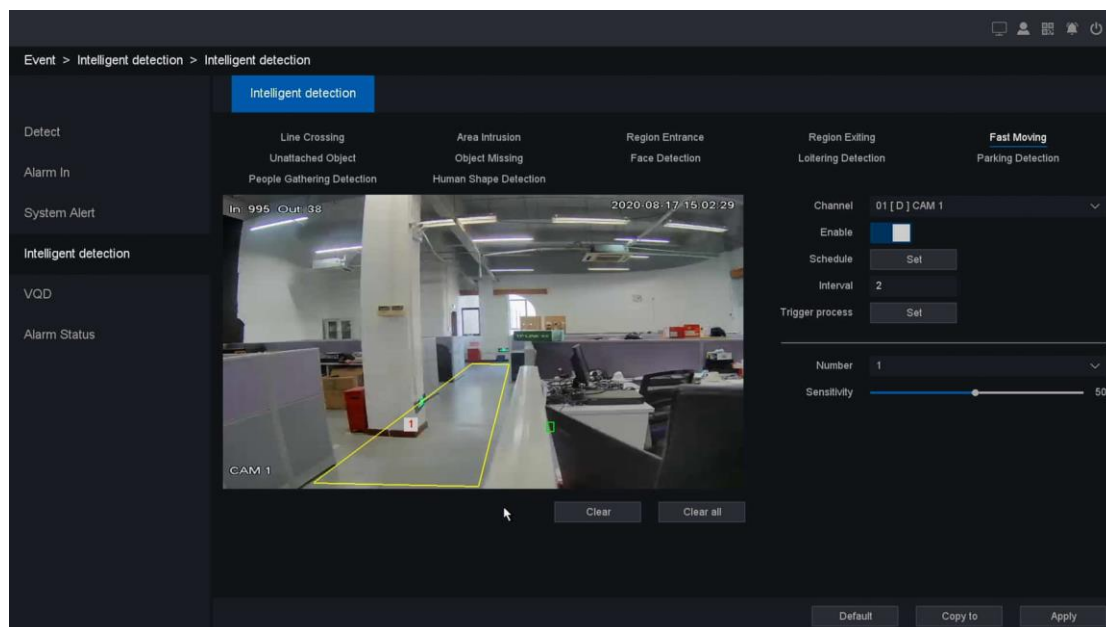 Event > Intelligent detection > Intelligent detection
Intelligent detection
Detect
Alarm In
System Alert
Intelligent detection
VQD
Alarm Status
Line Crossing Area Intrusion Region Entrance Region Exiting Fast Moving
Unattached Object Object Missing Face Detection Loitering Detection Parking Detection
People Gathering Detection Human Shape Detection
In 995 Out 38 2020-08-17 15:02:29
1
CAM 1
Channel 01 [ D ] CAM 1
Enable
Schedule Set
Interval 2
Trigger process Set
Number 1
Sensitivity 50
Clear Clear all
Default Copy to Apply